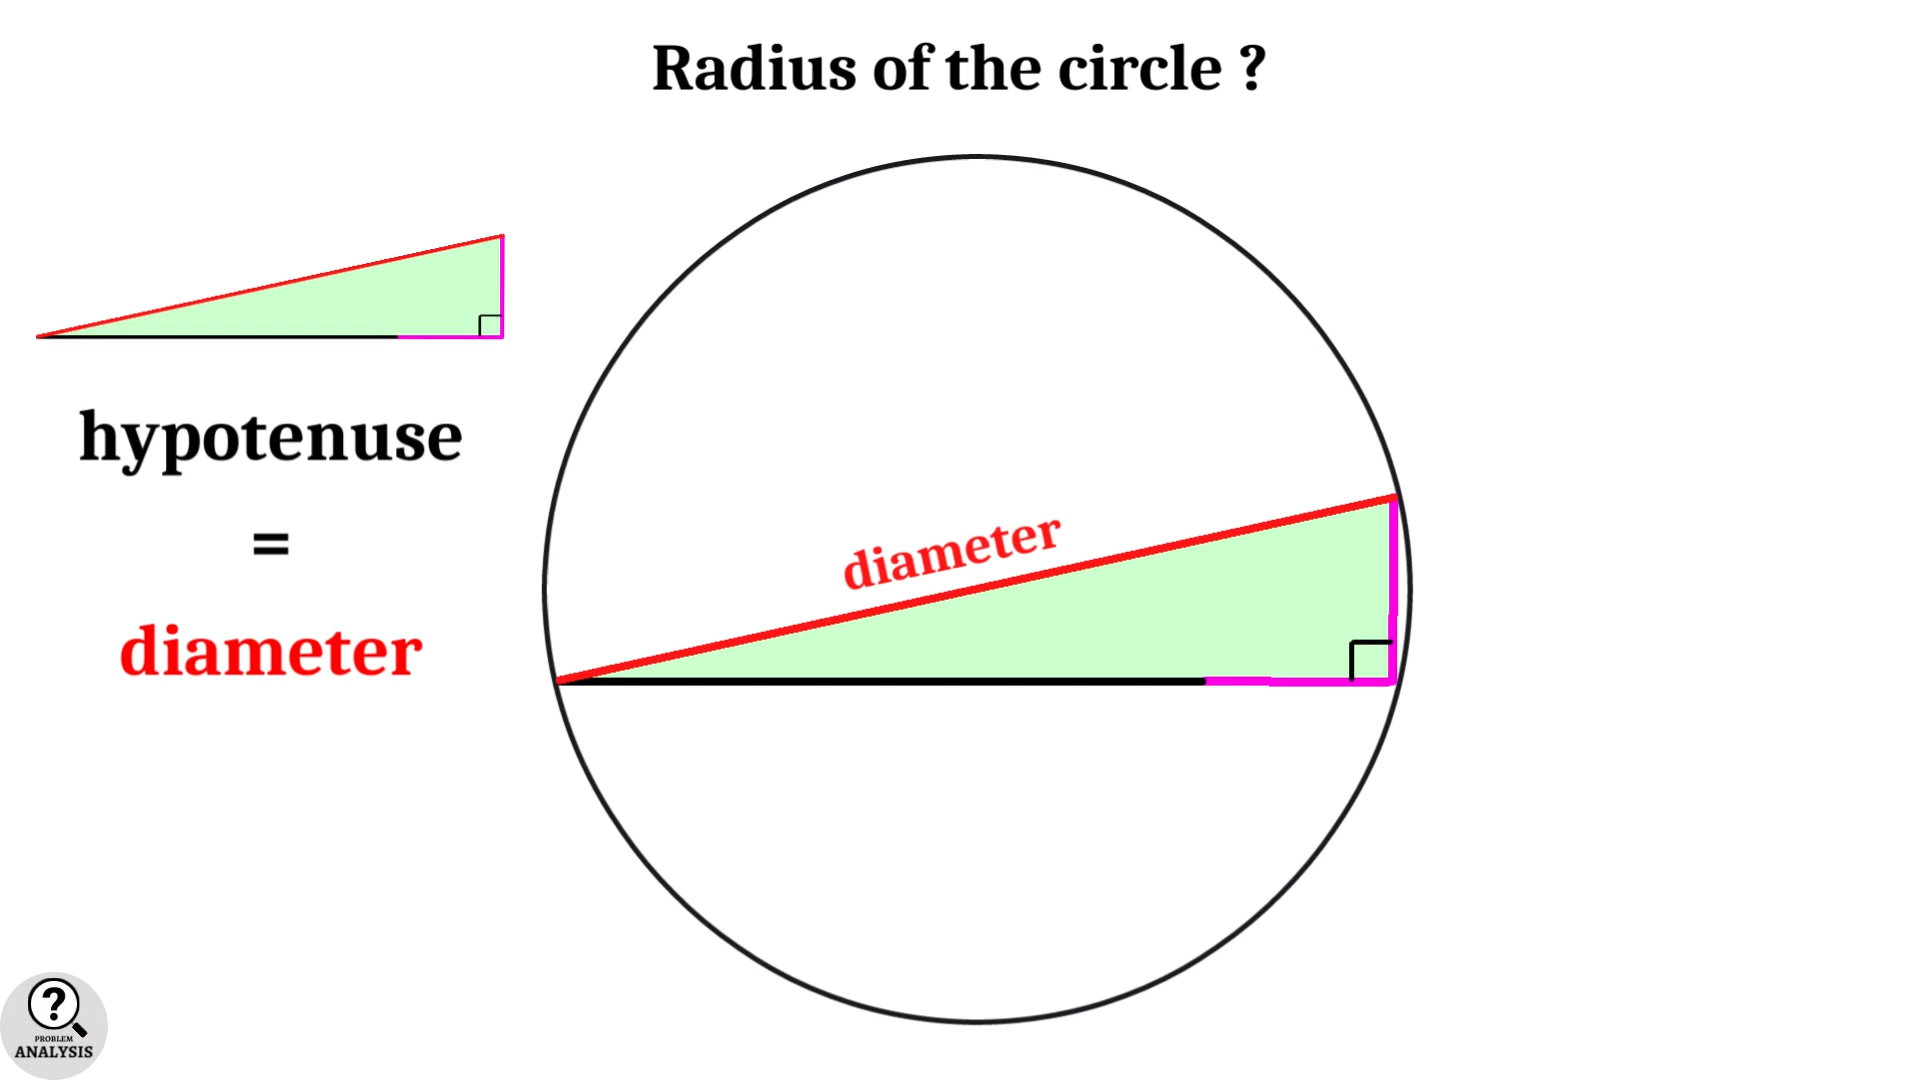 Radius of the circle ?
hypotenuse
=
diameter
diameter
?
PROBLEM
ANALYSIS